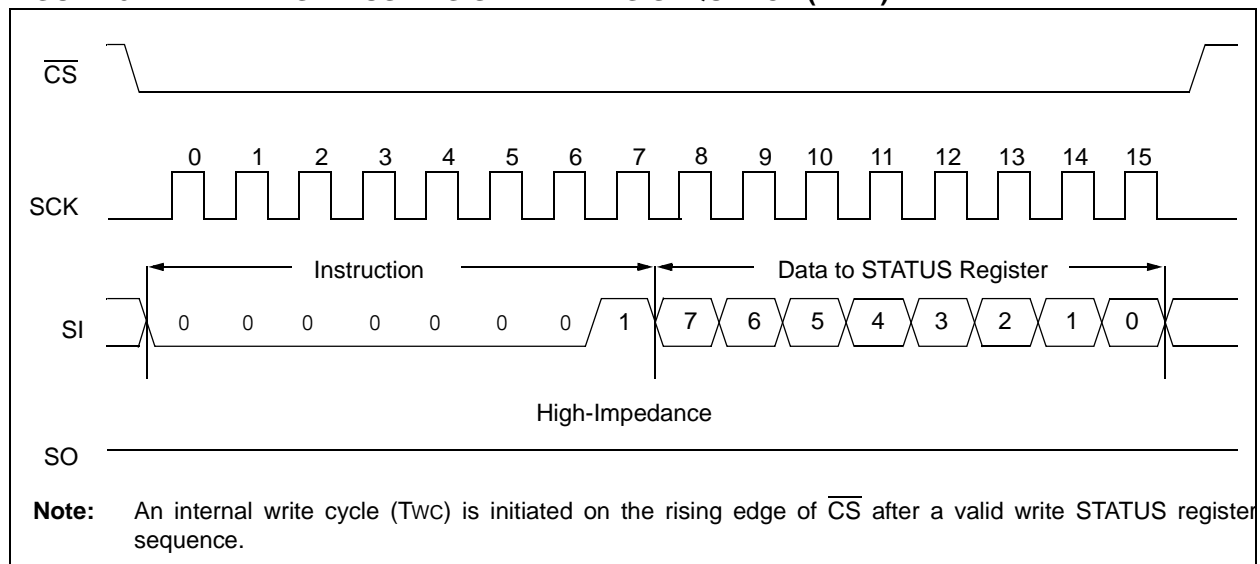 CS
0 1 2 3 4 5 6 7 8 9 10 11 12 13 14 15
SCK
Instruction Data to STATUS Register
SI 0 0 0 0 0 0 0 1 7 6 5 4 3 2 1 0
High-Impedance
SO
Note: An internal write cycle (TWC) is initiated on the rising edge of CS after a valid write STATUS register
sequence.